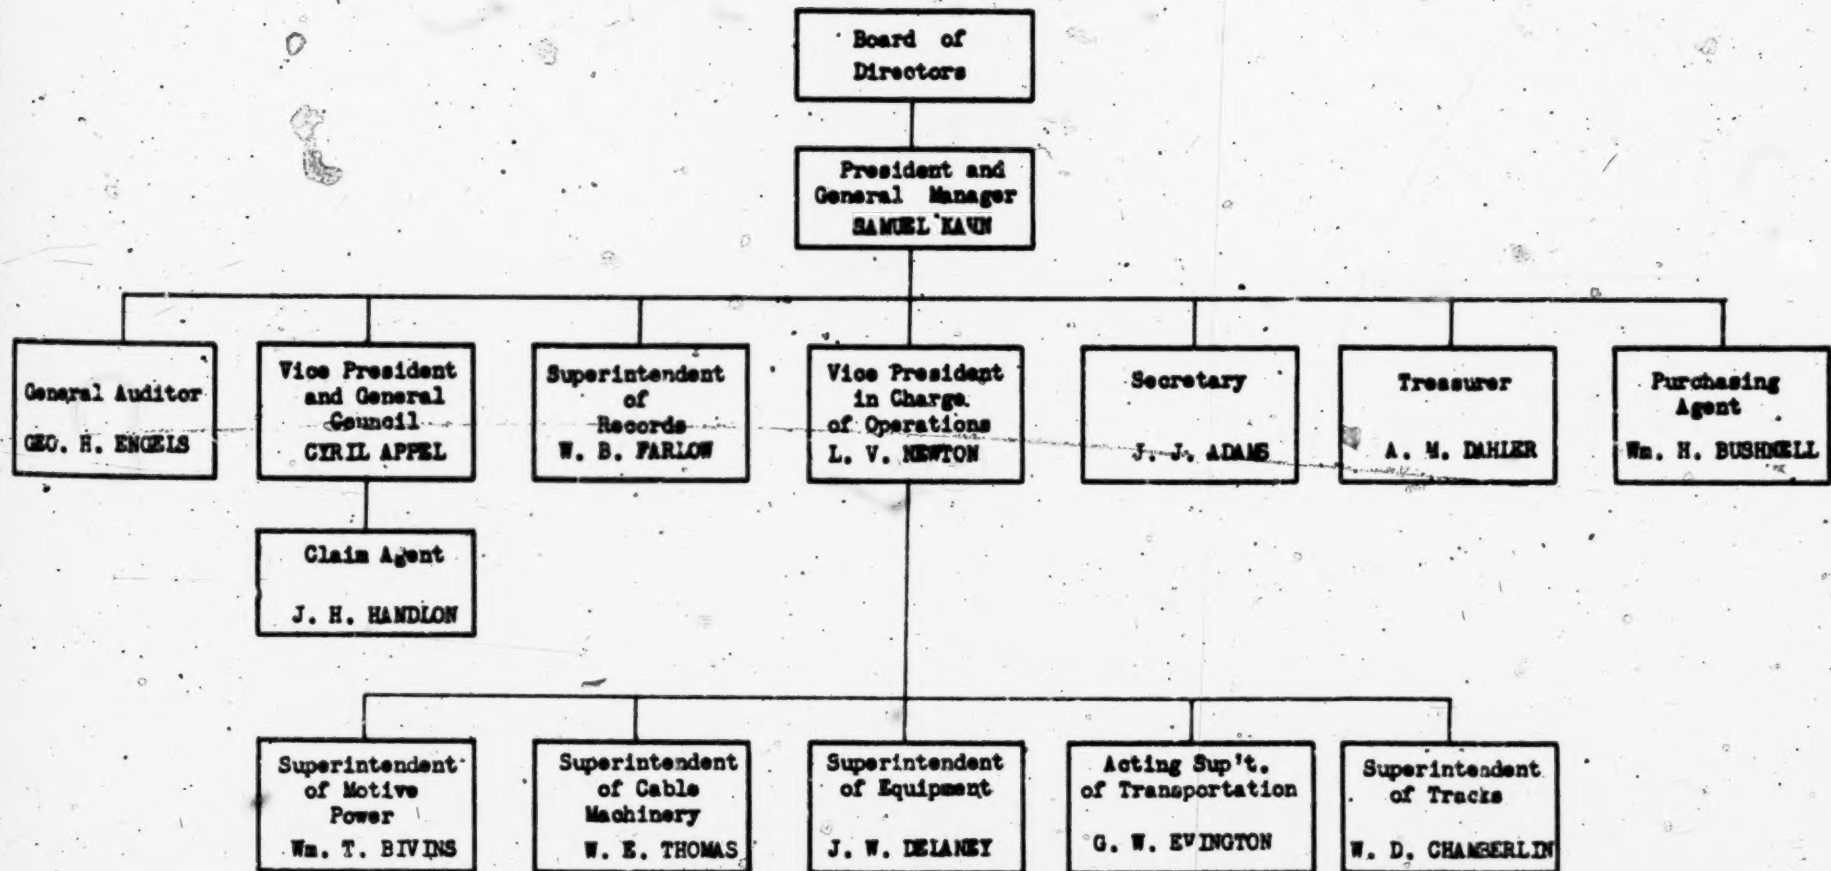 Board of
Directors
President and
General Manager
SAMUEL KAUN
General Auditor
GEO. H. ENGELS
Vice President
and General
Council
CYRIL APPEL
Superintendent
of
Records
W. B. FARLOW
Vice President
in Charge
of Operations
L. V. NEWTON
Secretary
J. J. ADAMS
Treasurer
A. M. DAHLER
Purchasing
Agent
Wm. H. BUSHNELL
Claim Agent
J. H. HANDLON
Superintendent
of Motive
Power
Wm. T. BIVINS
Superintendent
of Cable
Machinery
W. E. THOMAS
Superintendent
of Equipment
J. W. DELANEY
Acting Sup't.
of Transportation
G. W. EVINGTON
Superintendent
of Tracks
W. D. CHAMBERLIN